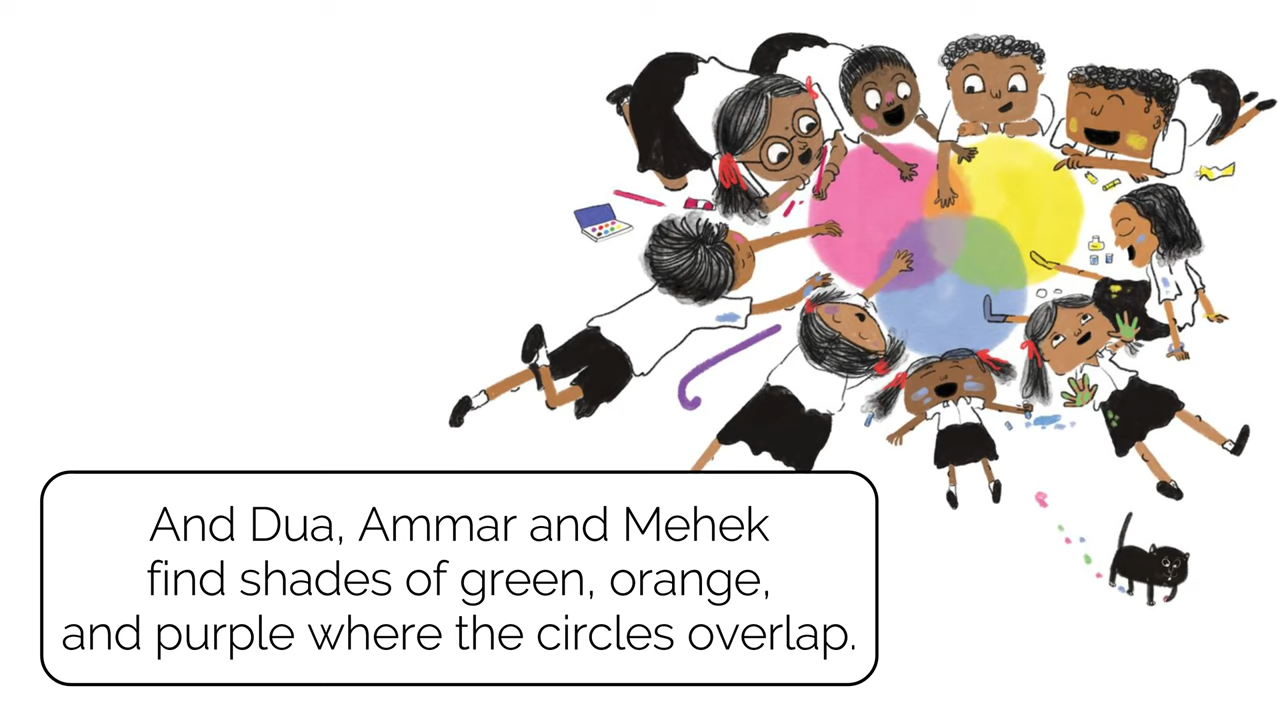 And Dua, Ammar and Mehek
find shades of green, orange,
and purple where the circles overlap.